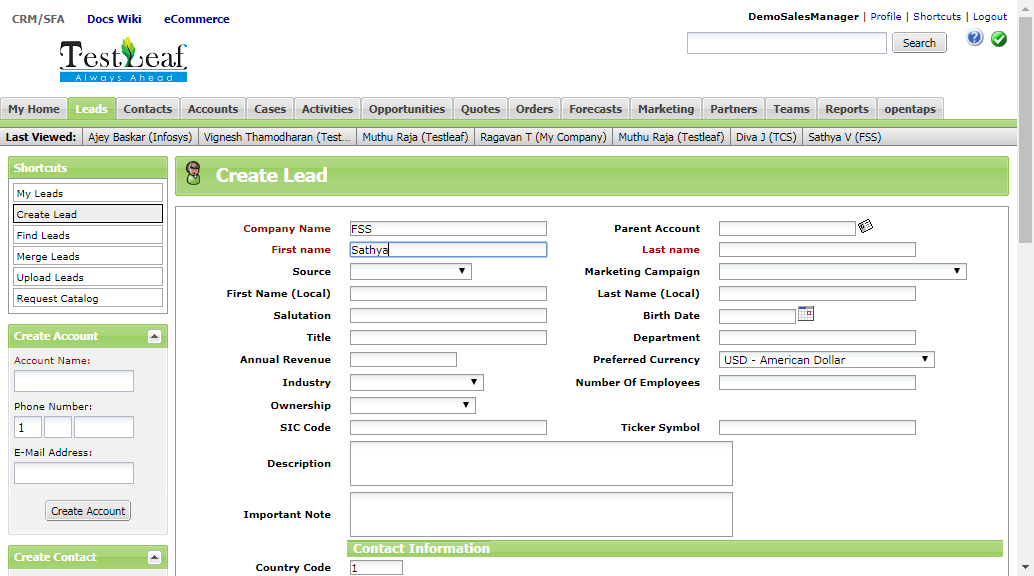 CRM/SFA Docs Wiki eCommerce
DemoSalesManager | Profile | Shortcuts | Logout
TestLeaf
Always Ahead
Search
?
My Home Leads Contacts Accounts Cases Activities Opportunities Quotes Orders Forecasts Marketing Partners Teams Reports opentaps
Last Viewed: Ajey Baskar (Infosys) Vignesh Thamodharan (Test... Muthu Raja (Testleaf) Ragavan T (My Company) Muthu Raja (Testleaf) Diva J (TCS) Sathya V (FSS)
Shortcuts
My Leads
Create Lead
Find Leads
Merge Leads
Upload Leads
Request Catalog
Create Account
Account Name:
Phone Number:
1
E-Mail Address:
Create Account
Create Contact
Create Lead
Company Name FSS Parent Account
First name Sathya Last name
Source Marketing Campaign
First Name (Local) Last Name (Local)
Salutation Birth Date
Title Department
Annual Revenue Preferred Currency USD - American Dollar
Industry Number Of Employees
Ownership
SIC Code Ticker Symbol
Description
Important Note
Contact Information
Country Code 1